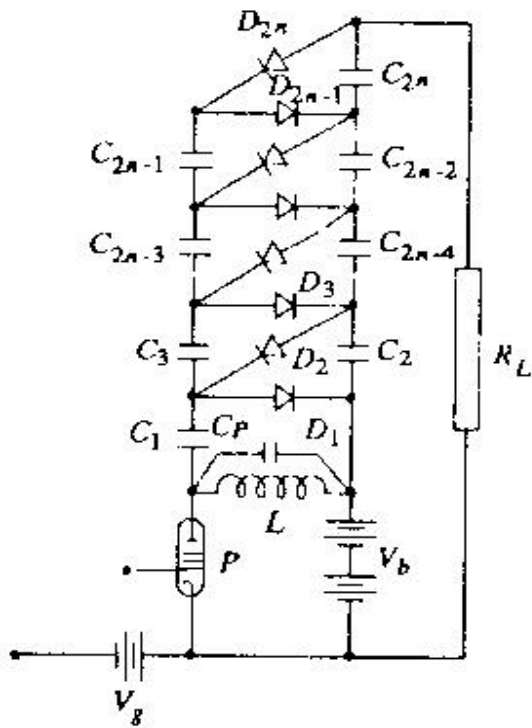 D2n
D2n-1
C2n
C2n-1
C2n-2
C2n-3
C2n-4
D3
C3
D2
C2
RL
C1
CP
D1
L
P
Vb
Vg